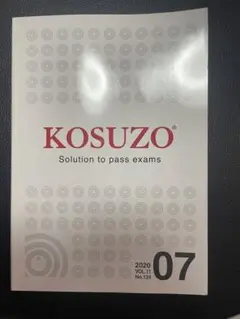 KOSUZO®
Solution to pass exams
2020
VOL.11
No.124
07